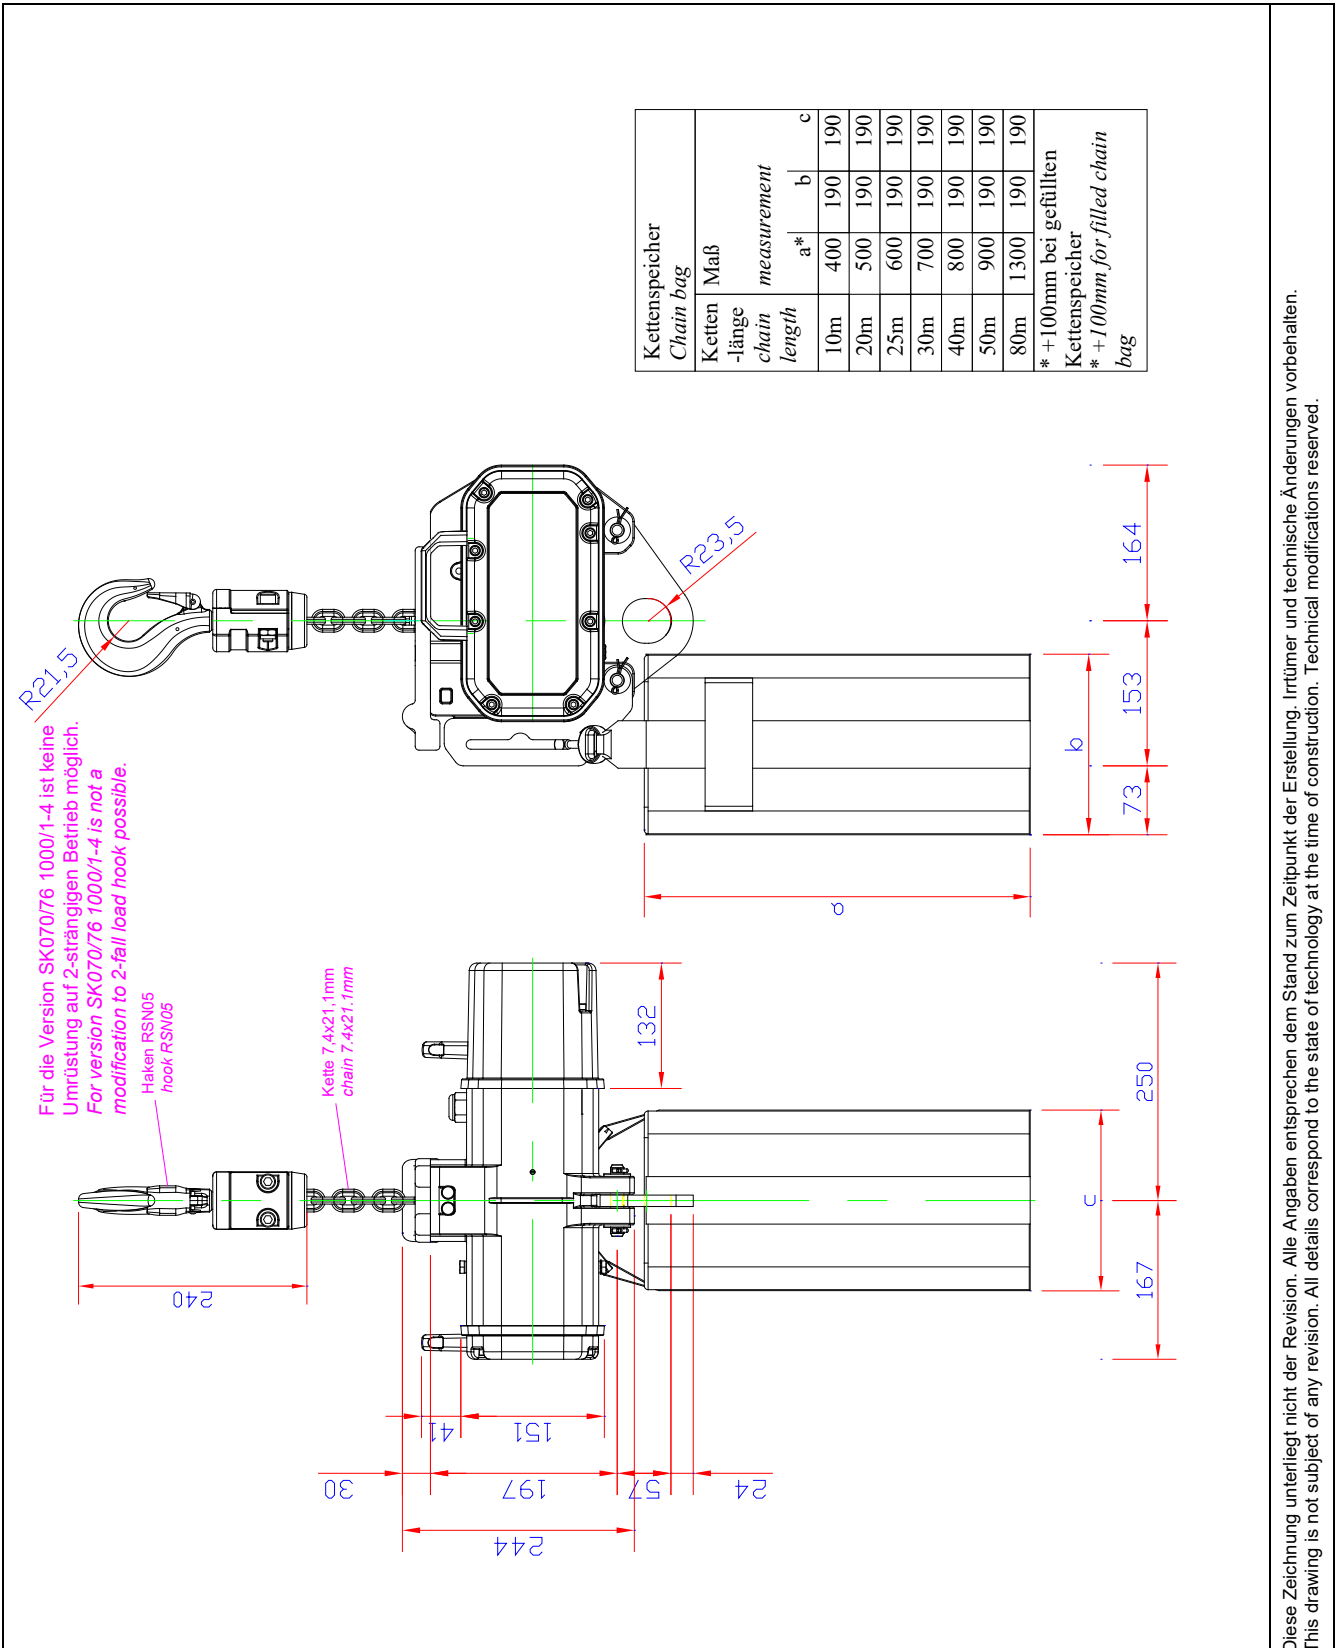 Für die Version SK070/76 1000/1-4 ist keine
Umrüstung auf 2-strängigen Betrieb möglich.
For version SK070/76 1000/1-4 is not a
modification to 2-fall load hook possible.
Haken RSN05
hook RSN05
Kette 7,4x21,1mm
chain 7.4x21.1mm
R21,5
R23,5
240
41
151
30
197
57
24
244
132
250
167
c
a
b
73
153
164
Kettenspeicher
Chain bag
Ketten Maß
-länge
chain measurement
length a* b c
10m 400 190 190
20m 500 190 190
25m 600 190 190
30m 700 190 190
40m 800 190 190
50m 900 190 190
80m 1300 190 190
* +100mm bei gefüllten
Kettenspeicher
* +100mm for filled chain
bag
Diese Zeichnung unterliegt nicht der Revision. Alle Angaben entsprechen dem Stand zum Zeitpunkt der Erstellung. Irrtümer und technische Änderungen vorbehalten.
This drawing is not subject of any revision. All details correspond to the state of technology at the time of construction. Technical modifications reserved.